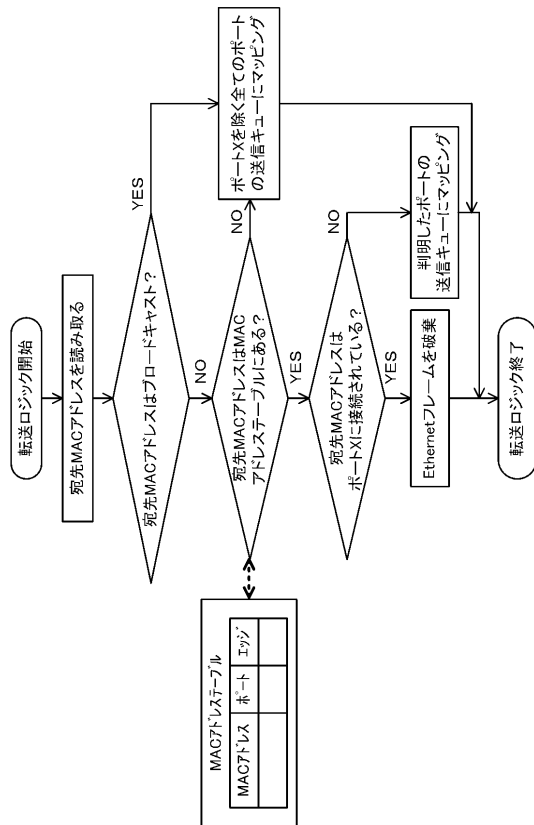 転送ロジック開始
宛先MACアドレスを読み取る
宛先MACアドレスはブロードキャスト?
YES
NO
MACアドレステーブル
MACアドレス
ポート
エッジ
宛先MACアドレスはMAC
アドレステーブルにある?
NO
YES
ポートXを除く全てのポート
の送信キューにマッピング
宛先MACアドレスは
ポートXに接続されている?
NO
YES
判明したポートの
送信キューにマッピング
Ethernetフレームを破棄
転送ロジック終了